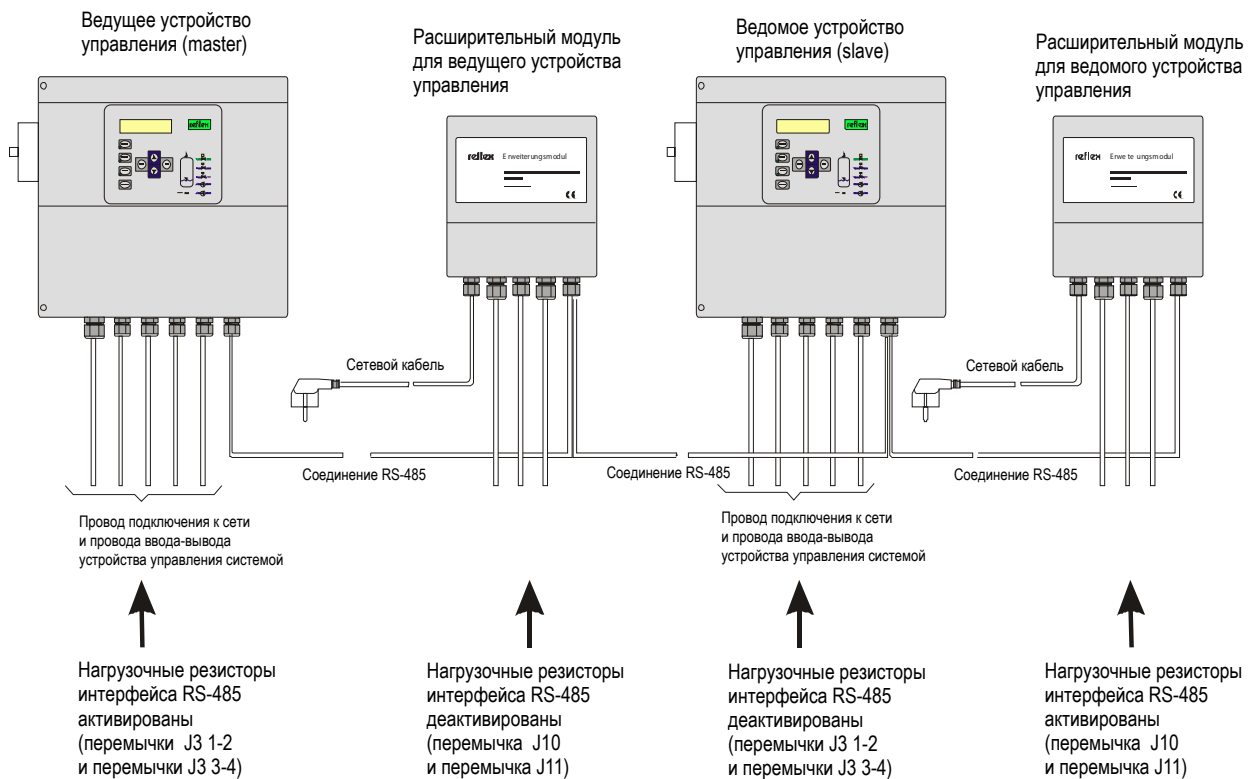 Ведущее устройство
управления (master)
Расширительный модуль
для ведущего устройства
управления
Ведомое устройство
управления (slave)
Расширительный модуль
для ведомого устройства
управления
reflex
reflex Erweiterungsmodul
CE
reflex
reflex Erwe te ungsmodul
CE
Сетевой кабель
Сетевой кабель
Соединение RS-485
Соединение RS-485
Соединение RS-485
Провод подключения к сети
и провода ввода-вывода
устройства управления системой
Провод подключения к сети
и провода ввода-вывода
устройства управления системой
Нагрузочные резисторы
интерфейса RS-485
активированы
(перемычки J3 1-2
и перемычки J3 3-4)
Нагрузочные резисторы
интерфейса RS-485
деактивированы
(перемычка J10
и перемычка J11)
Нагрузочные резисторы
интерфейса RS-485
деактивированы
(перемычки J3 1-2
и перемычки J3 3-4)
Нагрузочные резисторы
интерфейса RS-485
активированы
(перемычка J10
и перемычка J11)